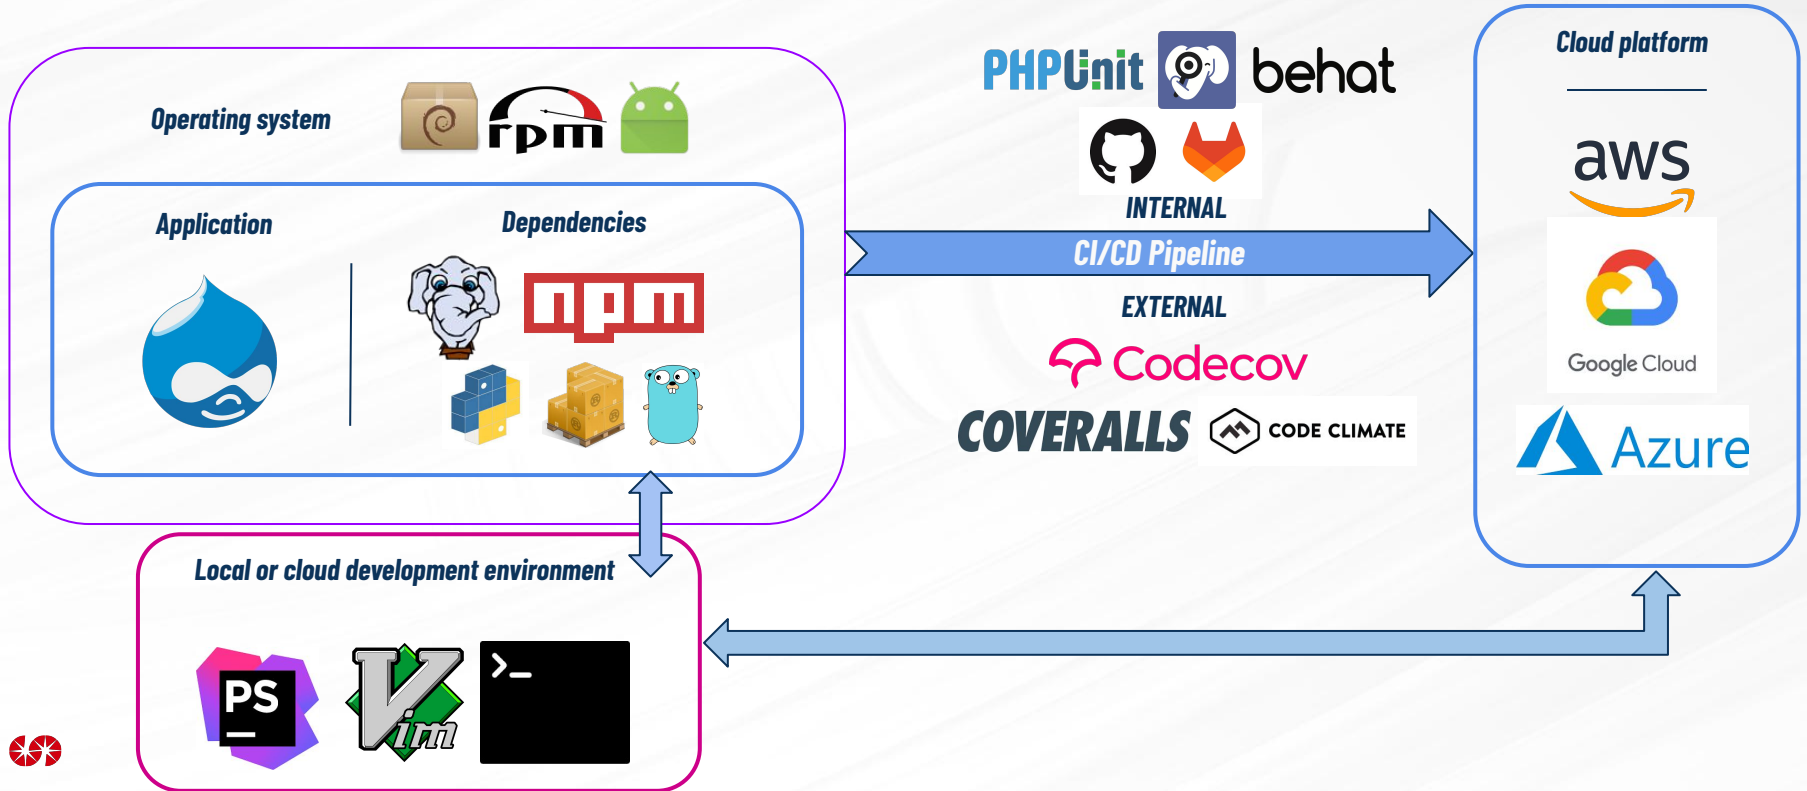 Operating system
rpm
Application
Dependencies
npm
Local or cloud development environment
PS
Vim
>_
PHPUnit
behat
INTERNAL
CI/CD Pipeline
EXTERNAL
Codecov
COVERALLS
CODE CLIMATE
Cloud platform
aws
Google Cloud
Azure